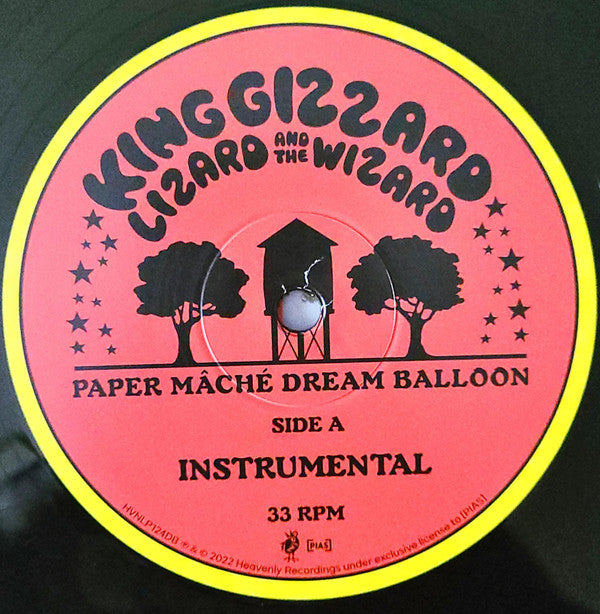 KING GIZZARD
AND THE
LIZARD WIZARD
PAPER MÂCHÉ DREAM BALLOON
SIDE A
INSTRUMENTAL
33 RPM
[PIAS]
HVNLP124DB ℗ & © 2022 Heavenly Recordings under exclusive license to [PIAS]